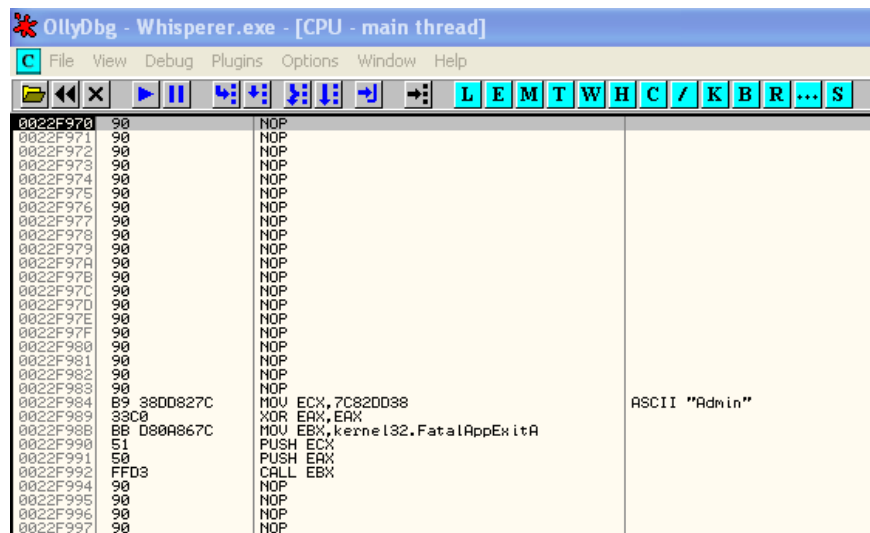 OllyDbg - Whisperer.exe - [CPU - main thread]
C File View Debug Plugins Options Window Help
L E M T W H C / K B R ... S
0022F970 90 NOP
0022F971 90 NOP
0022F972 90 NOP
0022F973 90 NOP
0022F974 90 NOP
0022F975 90 NOP
0022F976 90 NOP
0022F977 90 NOP
0022F978 90 NOP
0022F979 90 NOP
0022F97A 90 NOP
0022F97B 90 NOP
0022F97C 90 NOP
0022F97D 90 NOP
0022F97E 90 NOP
0022F97F 90 NOP
0022F980 90 NOP
0022F981 90 NOP
0022F982 90 NOP
0022F983 90 NOP
0022F984 B9 38DD827C MOV ECX,7C82DD38 ASCII "Admin"
0022F989 33C0 XOR EAX,EAX
0022F98B BB D80A867C MOV EBX,kernel32.FatalAppExitA
0022F990 51 PUSH ECX
0022F991 50 PUSH EAX
0022F992 FFD3 CALL EBX
0022F994 90 NOP
0022F995 90 NOP
0022F996 90 NOP
0022F997 90 NOP